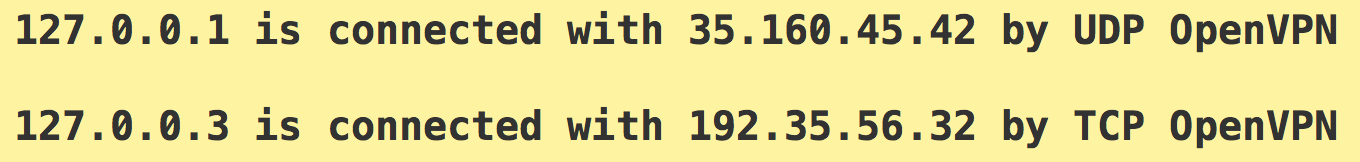 127.0.0.1 is connected with 35.160.45.42 by UDP OpenVPN
127.0.0.3 is connected with 192.35.56.32 by TCP OpenVPN